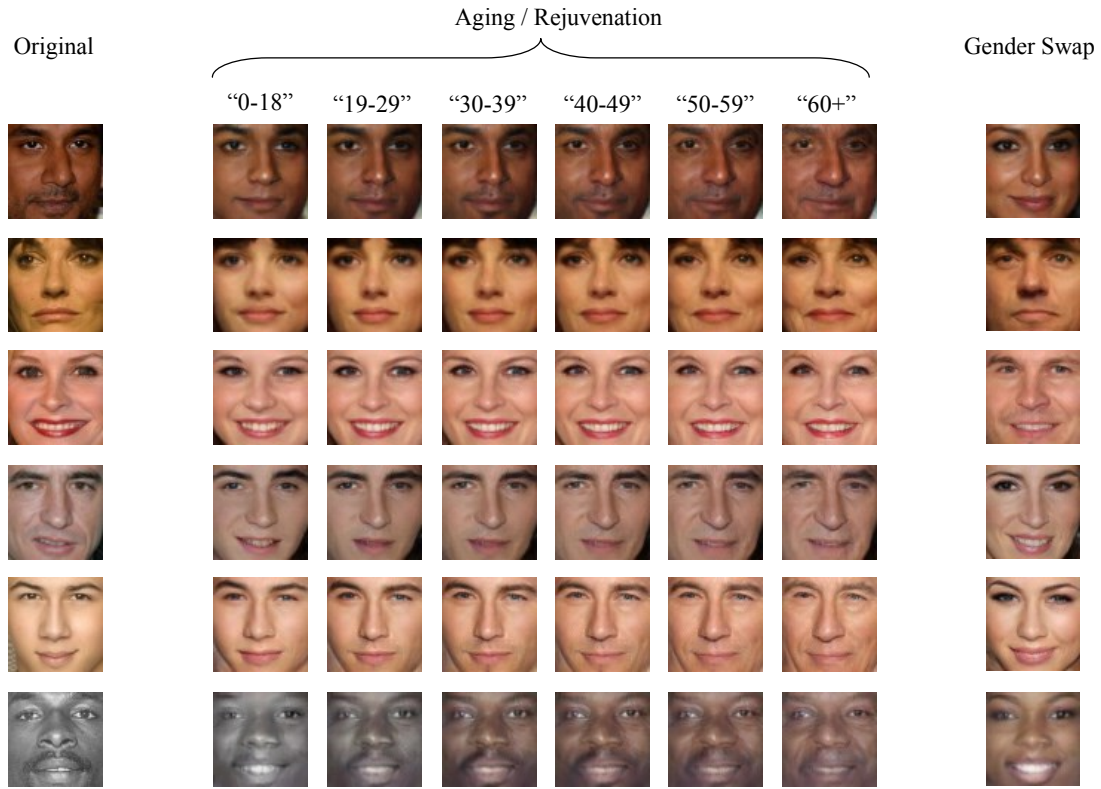 Aging / Rejuvenation
Original
Gender Swap
“0-18” “19-29” “30-39” “40-49” “50-59” “60+”